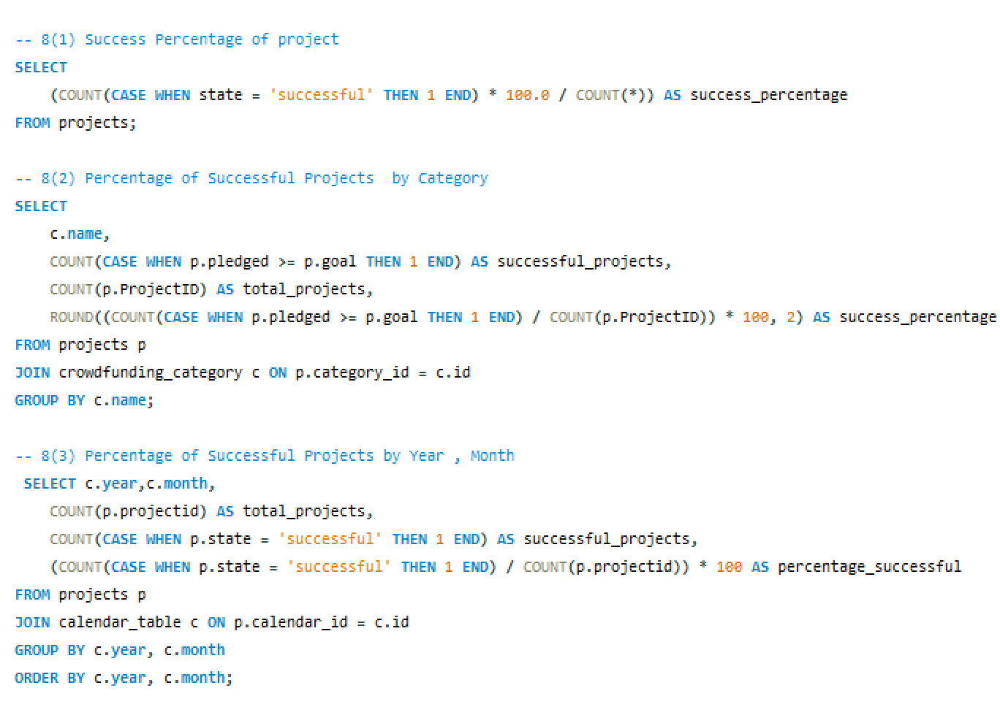 -- 8(1) Success Percentage of project
SELECT
    (COUNT(CASE WHEN state = 'successful' THEN 1 END) * 100.0 / COUNT(*)) AS success_percentage
FROM projects;
-- 8(2) Percentage of Successful Projects  by Category
SELECT
    c.name,
    COUNT(CASE WHEN p.pledged >= p.goal THEN 1 END) AS successful_projects,
    COUNT(p.ProjectID) AS total_projects,
    ROUND((COUNT(CASE WHEN p.pledged >= p.goal THEN 1 END) / COUNT(p.ProjectID)) * 100, 2) AS success_percentage
FROM projects p
JOIN crowdfunding_category c ON p.category_id = c.id
GROUP BY c.name;
-- 8(3) Percentage of Successful Projects by Year , Month
 SELECT c.year,c.month,
    COUNT(p.projectid) AS total_projects,
    COUNT(CASE WHEN p.state = 'successful' THEN 1 END) AS successful_projects,
    (COUNT(CASE WHEN p.state = 'successful' THEN 1 END) / COUNT(p.projectid)) * 100 AS percentage_successful
FROM projects p
JOIN calendar_table c ON p.calendar_id = c.id
GROUP BY c.year, c.month
ORDER BY c.year, c.month;